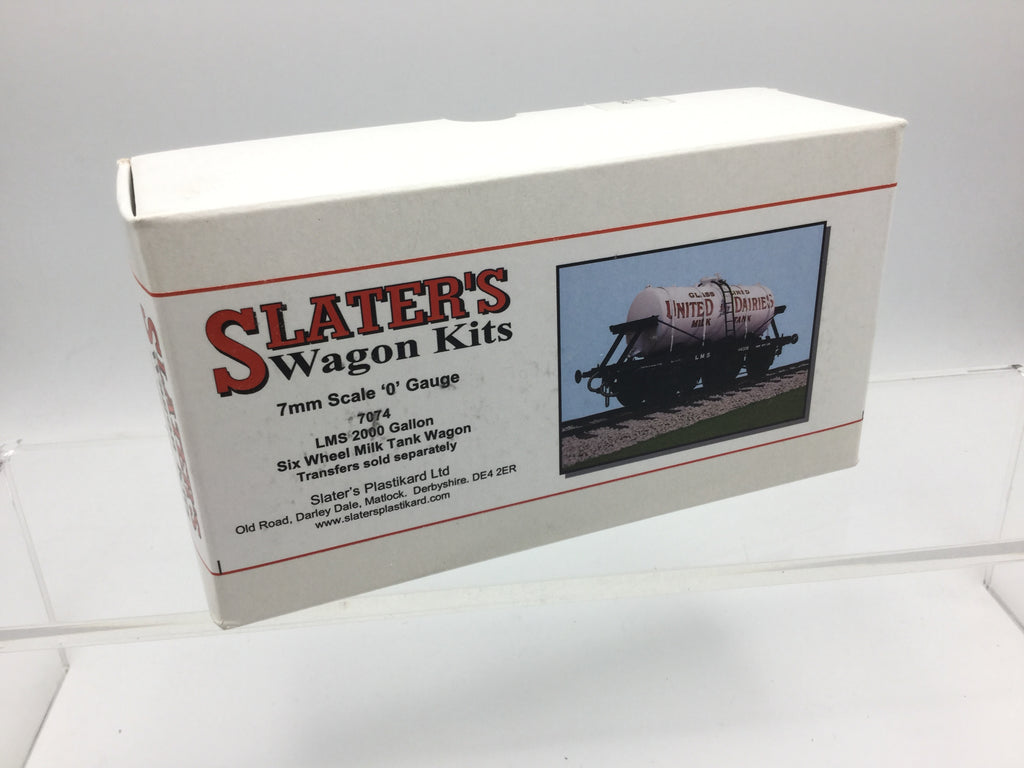 SLATER'S
Wagon Kits
7mm Scale '0' Gauge
7074
LMS 2000 Gallon
Six Wheel Milk Tank Wagon
Transfers sold separately
Slater's Plastikard Ltd
Old Road, Darley Dale, Matlock. Derbyshire. DE4 2ER
www.slatersplastikard.com
UNITED DAIRIES
MILK TANK
LMS
SLATER'S